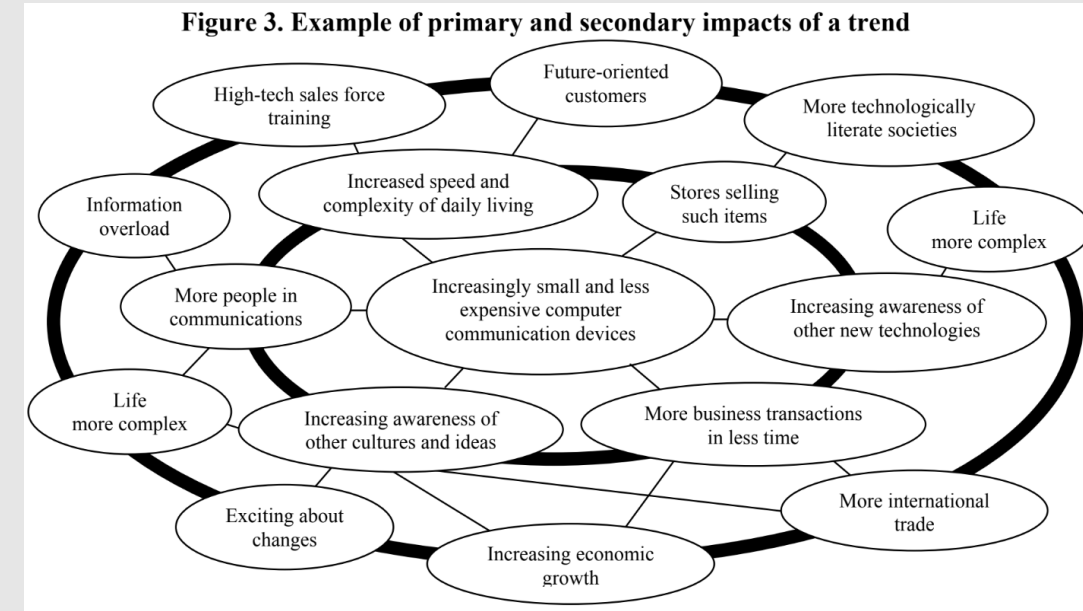 Figure 3. Example of primary and secondary impacts of a trend
Future-oriented
customers
High-tech sales force
training
More technologically
literate societies
Increased speed and
complexity of daily living
Stores selling
such items
Information
overload
Life
more complex
Increasingly small and less
expensive computer
communication devices
More people in
communications
Increasing awareness of
other new technologies
Life
more complex
Increasing awareness of
other cultures and ideas
More business transactions
in less time
Exciting about
changes
More international
trade
Increasing economic
growth